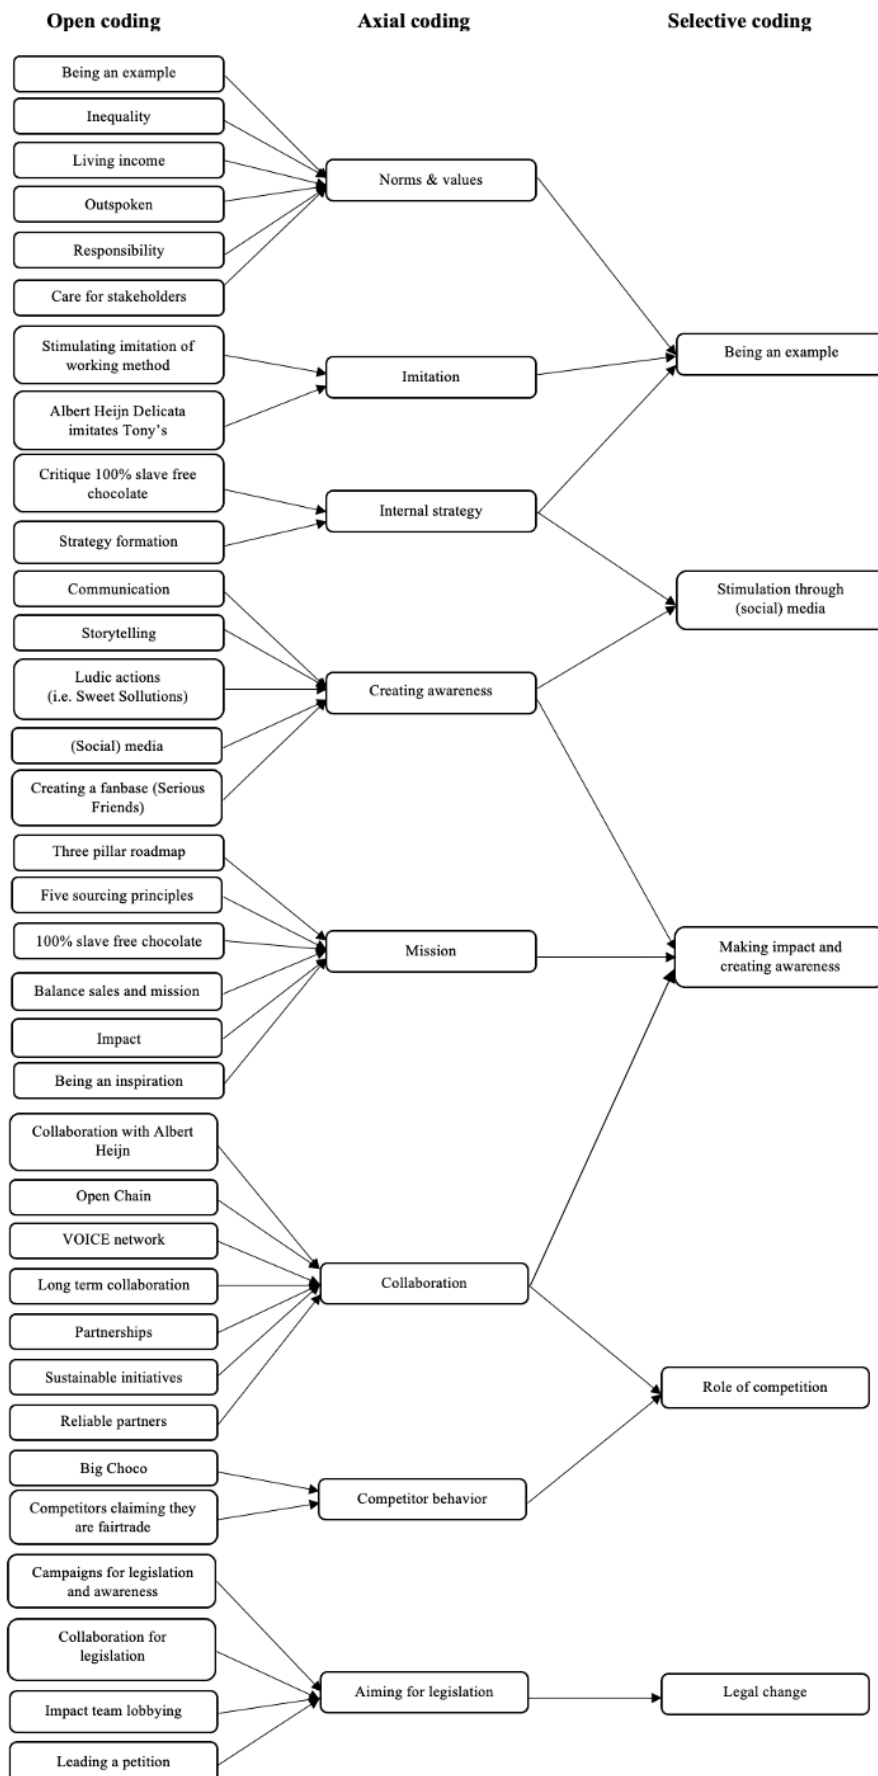 Open coding
Axial coding
Selective coding
Being an example
Inequality
Living income
Outspoken
Responsibility
Care for stakeholders
Stimulating imitation of
working method
Albert Heijn Delicata
imitates Tony's
Critique 100% slave free
chocolate
Strategy formation
Communication
Storytelling
Ludic actions
(i.e. Sweet Sollutions)
(Social) media
Creating a fanbase (Serious
Friends)
Three pillar roadmap
Five sourcing principles
100% slave free chocolate
Balance sales and mission
Impact
Being an inspiration
Collaboration with Albert
Heijn
Open Chain
VOICE network
Long term collaboration
Partnerships
Sustainable initiatives
Reliable partners
Big Choco
Competitors claiming they
are fairtrade
Campaigns for legislation
and awareness
Collaboration for
legislation
Impact team lobbying
Leading a petition
Norms & values
Imitation
Internal strategy
Creating awareness
Mission
Collaboration
Competitor behavior
Aiming for legislation
Being an example
Stimulation through
(social) media
Making impact and
creating awareness
Role of competition
Legal change